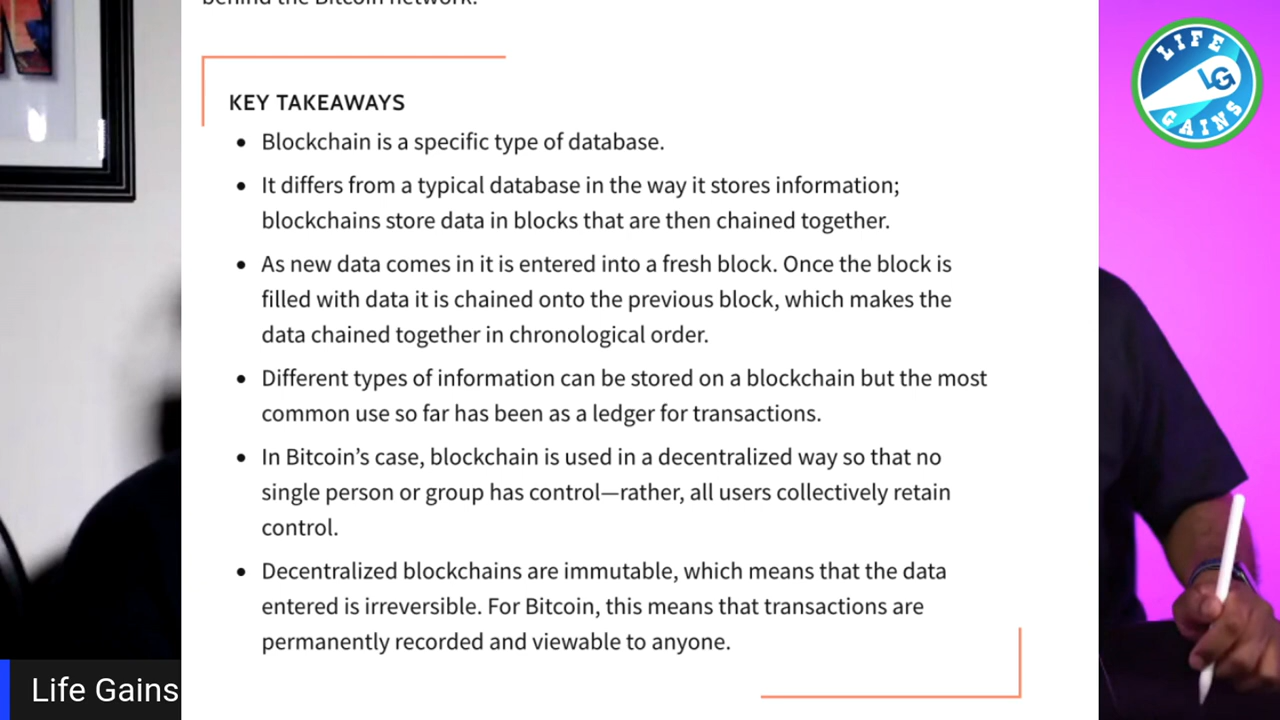 behind the Bitcoin network.
KEY TAKEAWAYS
• Blockchain is a specific type of database.
• It differs from a typical database in the way it stores information;
blockchains store data in blocks that are then chained together.
• As new data comes in it is entered into a fresh block. Once the block is
filled with data it is chained onto the previous block, which makes the
data chained together in chronological order.
• Different types of information can be stored on a blockchain but the most
common use so far has been as a ledger for transactions.
• In Bitcoin’s case, blockchain is used in a decentralized way so that no
single person or group has control—rather, all users collectively retain
control.
• Decentralized blockchains are immutable, which means that the data
entered is irreversible. For Bitcoin, this means that transactions are
permanently recorded and viewable to anyone.
LIFE
LG
GAINS
Life Gains